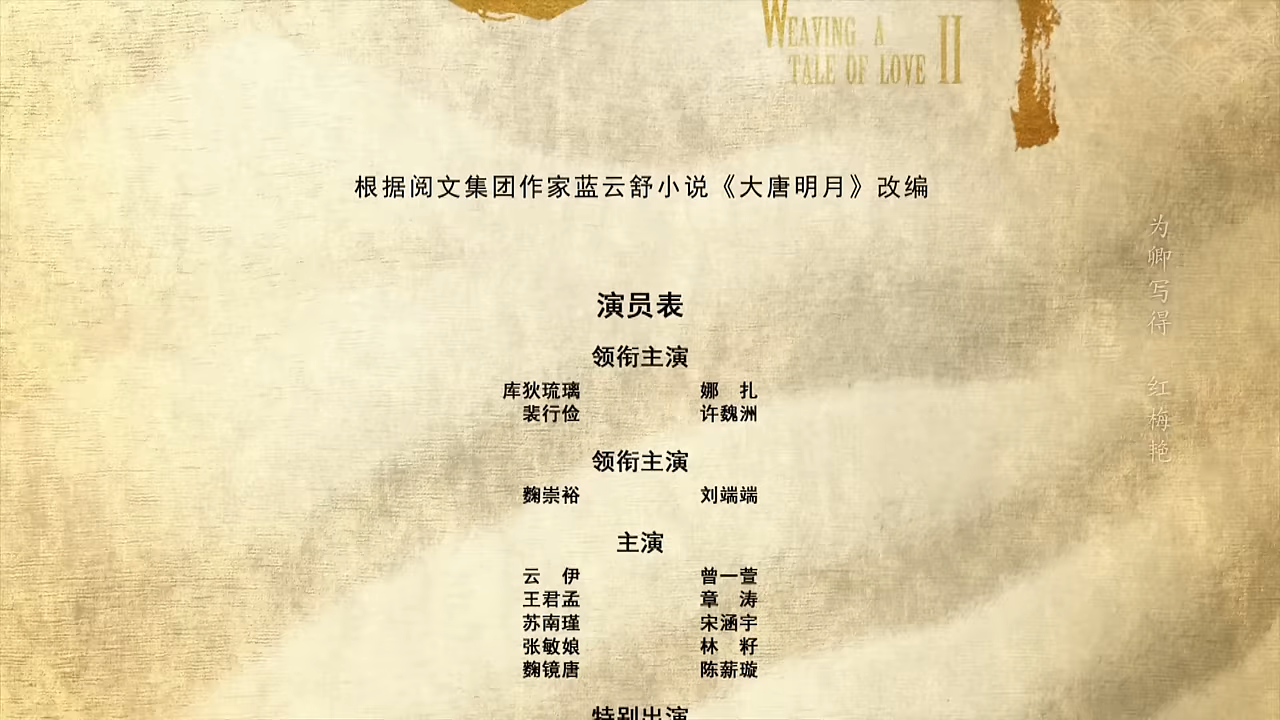 WEAVING A
TALE OF LOVE II
根据阅文集团作家蓝云舒小说《大唐明月》改编
演员表
领衔主演
库狄琉璃 娜 扎
裴行俭 许魏洲
领衔主演
麴崇裕 刘端端
主演
云 伊 曾一萱
王君孟 章 涛
苏南瑾 宋涵宇
张敏娘 林 籽
麴镜唐 陈薪璇
特别出演
为卿写得 红梅艳